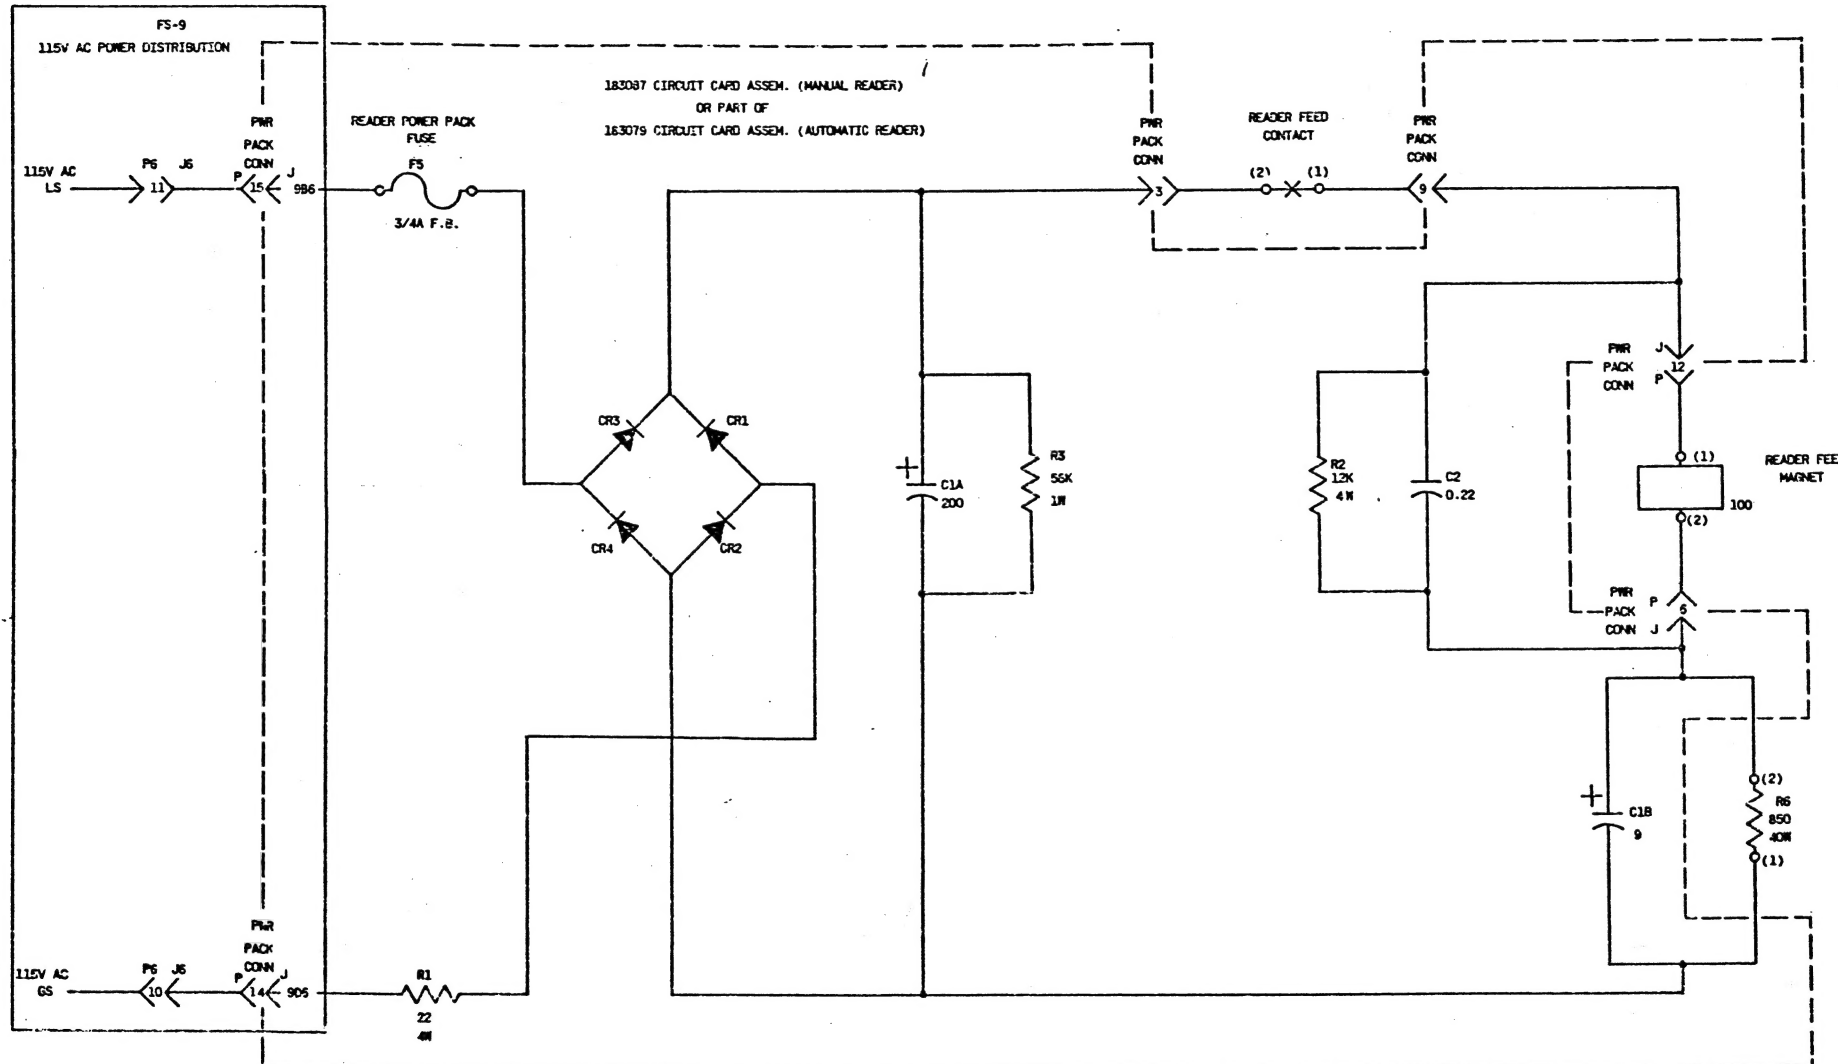 FS-9
115V AC POWER DISTRIBUTION
183087 CIRCUIT CARD ASSEM. (MANUAL READER)
OR PART OF
183079 CIRCUIT CARD ASSEM. (AUTOMATIC READER)
PWR
PACK
CONN
READER POWER PACK
FUSE
F5
3/4A F.B.
115V AC
LS
P6 J6
11
P 15 J
9B6
PWR
PACK
CONN
3
READER FEED
CONTACT
(2) (1)
PWR
PACK
CONN
9
PWR
PACK
CONN
J
12
P
CR3
CR1
CR4
CR2
+
C1A
200
R3
56K
1W
R2
12K
4W
C2
0.22
(1)
READER FEE
MAGNET
100
(2)
PWR
PACK
CONN
P
6
J
+
C1B
9
(2)
R6
850
40W
(1)
PWR
PACK
CONN
115V AC
GS
P6 J6
10
P 14 J
9D5
R1
22
4W